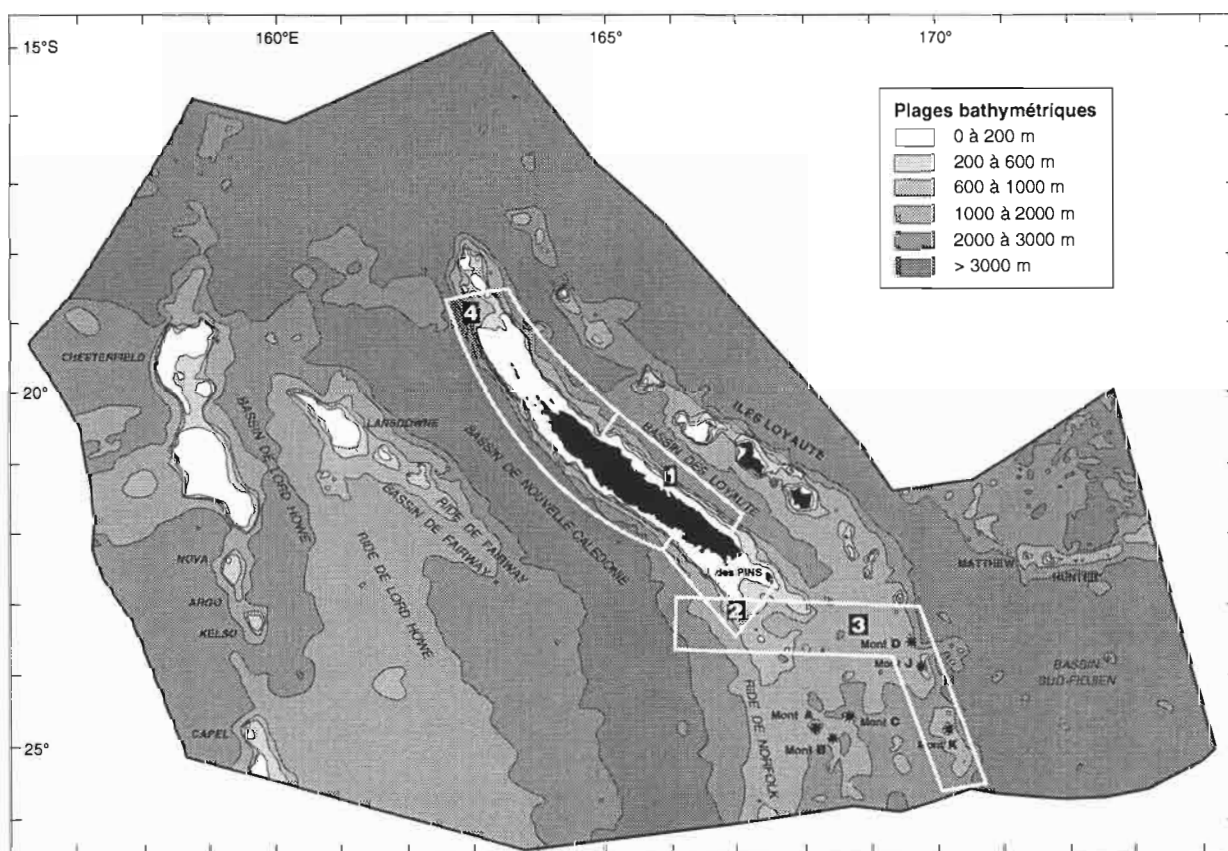 160°E 165° 170°
15°S
Plages bathymétriques
0 à 200 m
200 à 600 m
600 à 1000 m
1000 à 2000 m
2000 à 3000 m
> 3000 m
4
CHESTERFIELD
20°
LANSDOWNE
ILES LOYAUTE
BASSIN DE LORD HOWE
BASSIN DES LOYAUTE
1
BASSIN DE NOUVELLE-CALEDONIE
RIDE DE FAIRWAY
BASSIN DE FAIRWAY
RIDE DE LORD HOWE
NOVA
MATTHEW
HUNTER
I. des PINS
ARGO
2
KELSO
3
Mont D
Mont J
BASSIN
SUD-FIDJIEN
RIDE DE NORFOLK
Mont A
Mont C
CAPEL
Mont B
Mont K
25°